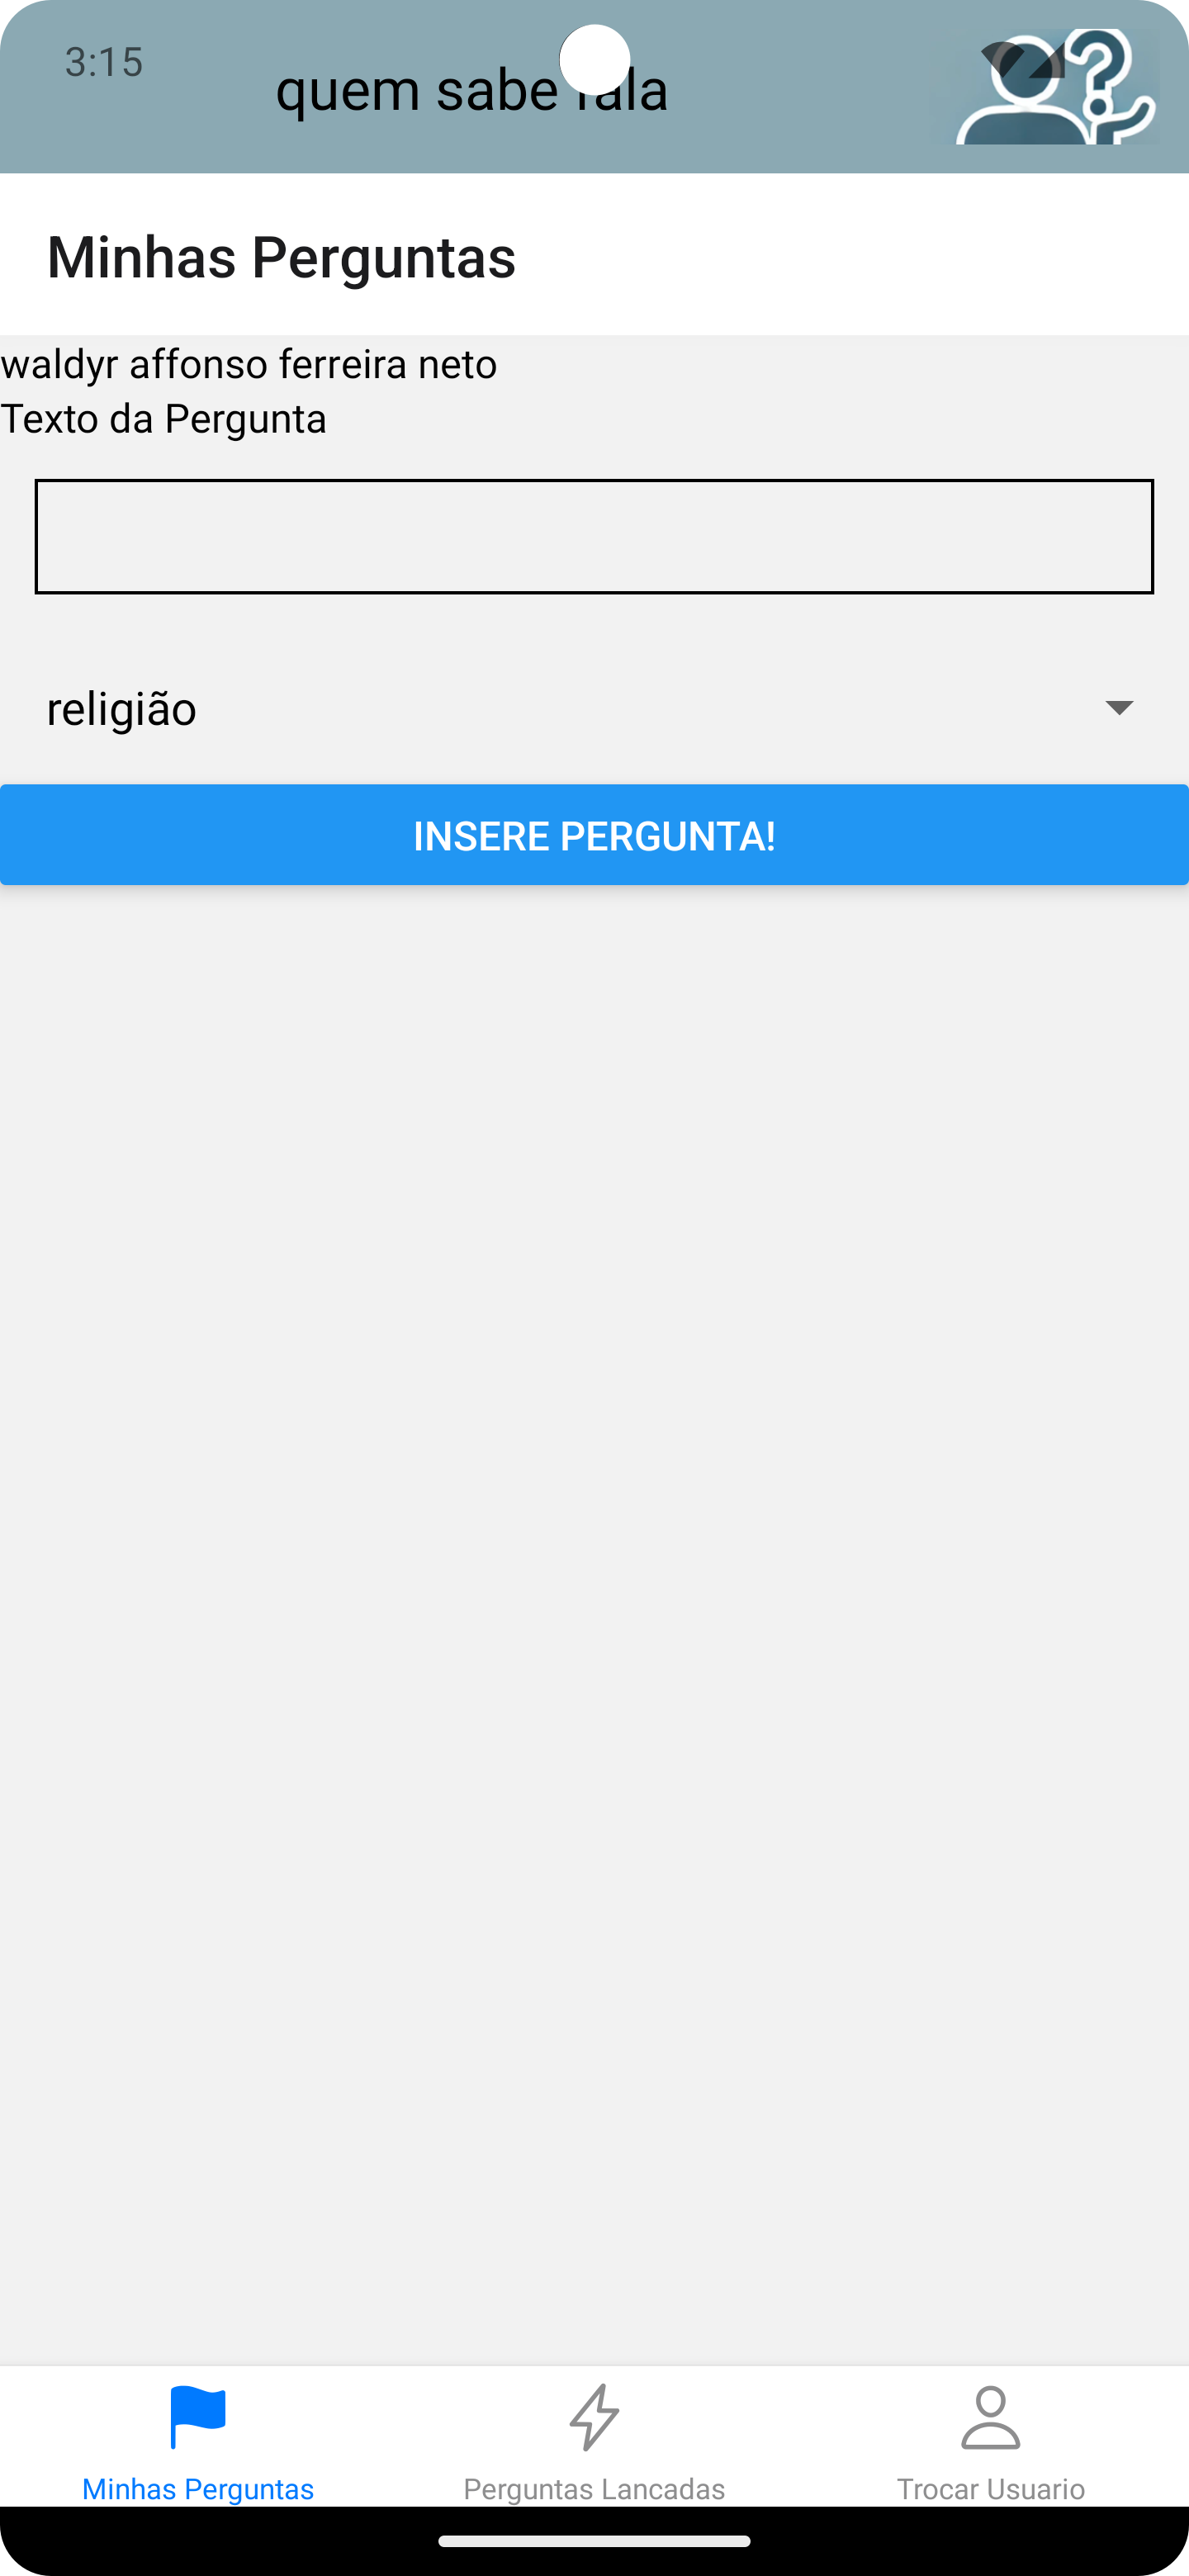 3:15
quem sabe fala
Minhas Perguntas
waldyr affonso ferreira neto
Texto da Pergunta
religião
INSERE PERGUNTA!
Minhas Perguntas
Perguntas Lancadas
Trocar Usuario